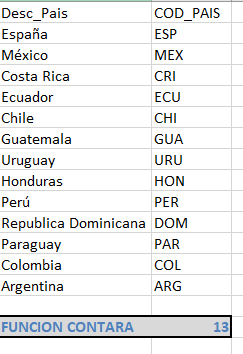 Desc_Pais COD_PAIS
España ESP
México MEX
Costa Rica CRI
Ecuador ECU
Chile CHI
Guatemala GUA
Uruguay URU
Honduras HON
Perú PER
Republica Dominicana DOM
Paraguay PAR
Colombia COL
Argentina ARG
FUNCION CONTARA 13